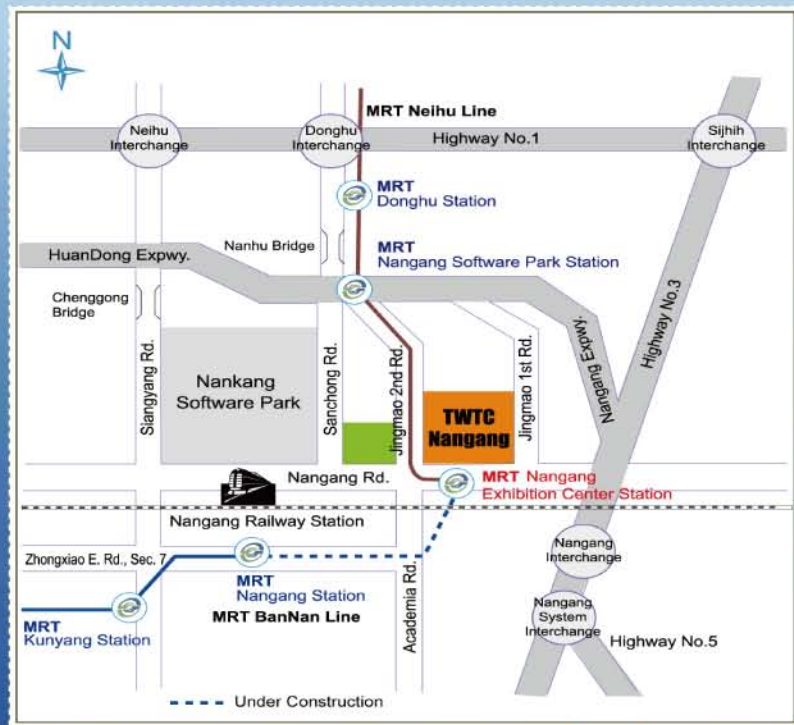 N
MRT Neihu Line
Neihu
Interchange
Donghu
Interchange
Highway No.1
Sijhih
Interchange
MRT
Donghu Station
Nanhu Bridge
MRT
Nangang Software Park Station
HuanDong Expwy.
Chenggong
Bridge
Siangyang Rd.
Nankang
Software Park
Sanchong Rd.
Jingmao 2nd Rd.
TWTC
Nangang
Jingmao 1st Rd.
Nangang Expwy.
Highway No.3
Nangang Rd.
MRT Nangang
Exhibition Center Station
Nangang Railway Station
Zhongxiao E. Rd., Sec. 7
MRT
Nangang Station
MRT BanNan Line
MRT
Kunyang Station
Academia Rd.
Nangang
Interchange
Nangang
System
Interchange
Highway No.5
Under Construction